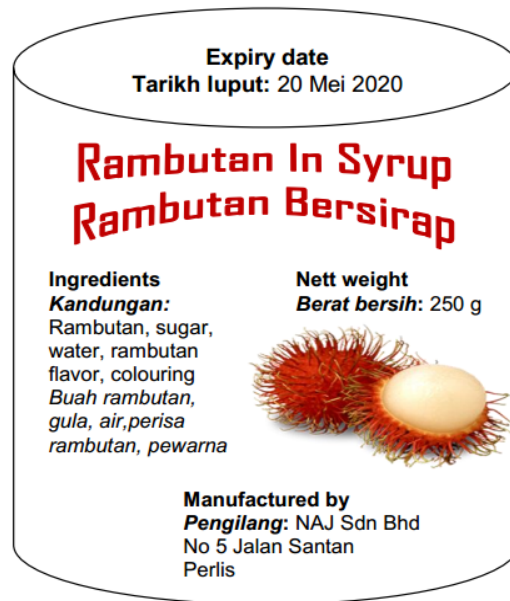 Expiry date
Tarikh luput: 20 Mei 2020
Rambutan In Syrup
Rambutan Bersirap
Ingredients
Kandungan:
Rambutan, sugar,
water, rambutan
flavor, colouring
Buah rambutan,
gula, air,perisa
rambutan, pewarna
Nett weight
Berat bersih: 250 g
Manufactured by
Pengilang: NAJ Sdn Bhd
No 5 Jalan Santan
Perlis